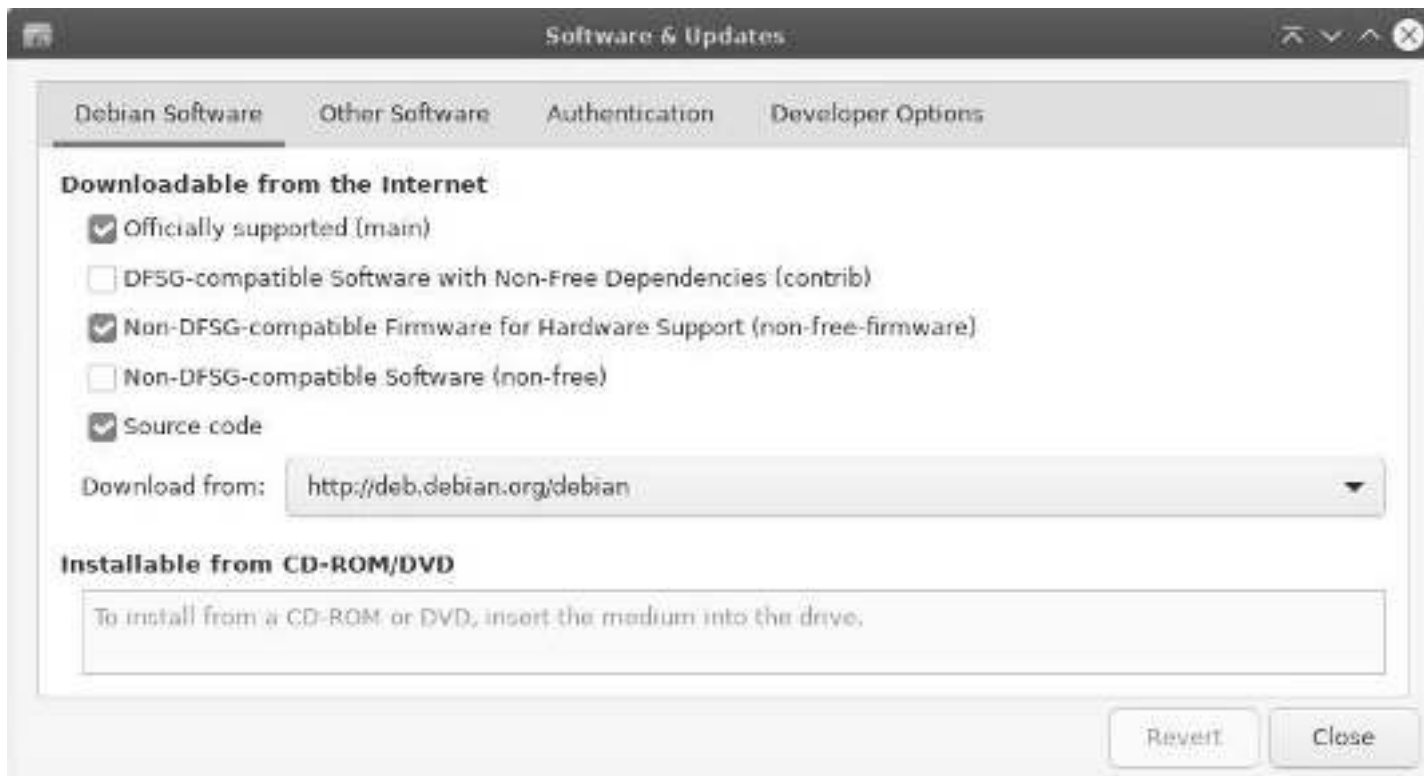 Software & Updates
Debian Software Other Software Authentication Developer Options
Downloadable from the Internet
Officially supported (main)
DFSG-compatible Software with Non-Free Dependencies (contrib)
Non-DFSG-compatible Firmware for Hardware Support (non-free-firmware)
Non-DFSG-compatible Software (non-free)
Source code
Download from: http://deb.debian.org/debian
Installable from CD-ROM/DVD
To install from a CD-ROM or DVD, insert the medium into the drive.
Revert Close